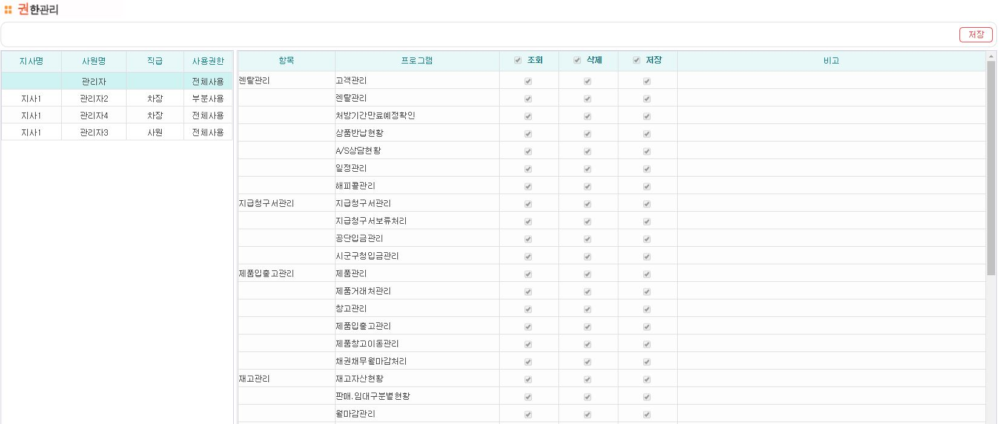 권한관리
저장
지사명 사원명 직급 사용권한
관리자 전체사용
지사1 관리자2 차장 부분사용
지사1 관리자4 차장 전체사용
지사1 관리자3 사원 전체사용
항목 프로그램 조회 삭제 저장 비고
렌탈관리 고객관리
렌탈관리
처방기간만료예정확인
상품반납현황
A/S상담현황
일정관리
해피콜관리
지급청구서관리 지급청구서관리
지급청구서보류처리
공단입금관리
시군구청입금관리
제품입출고관리 제품관리
제품거래처관리
창고관리
제품입출고관리
제품창고이동관리
채권채무월마감처리
재고관리 재고자산현황
판매.임대구분별현황
월마감관리